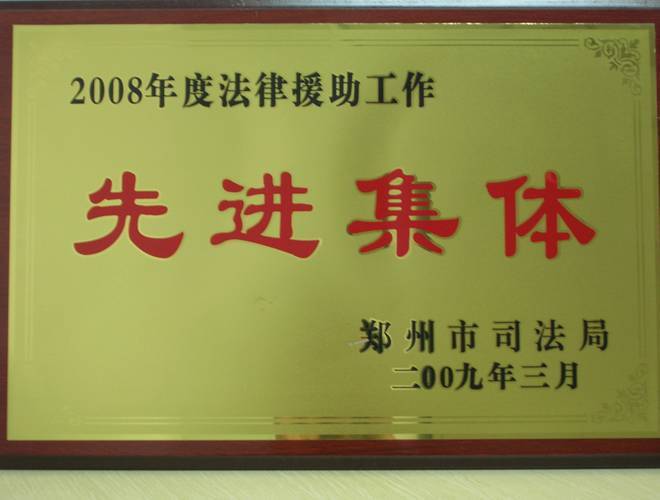 2008年度法律援助工作
先进集体
郑州市司法局
二00九年三月